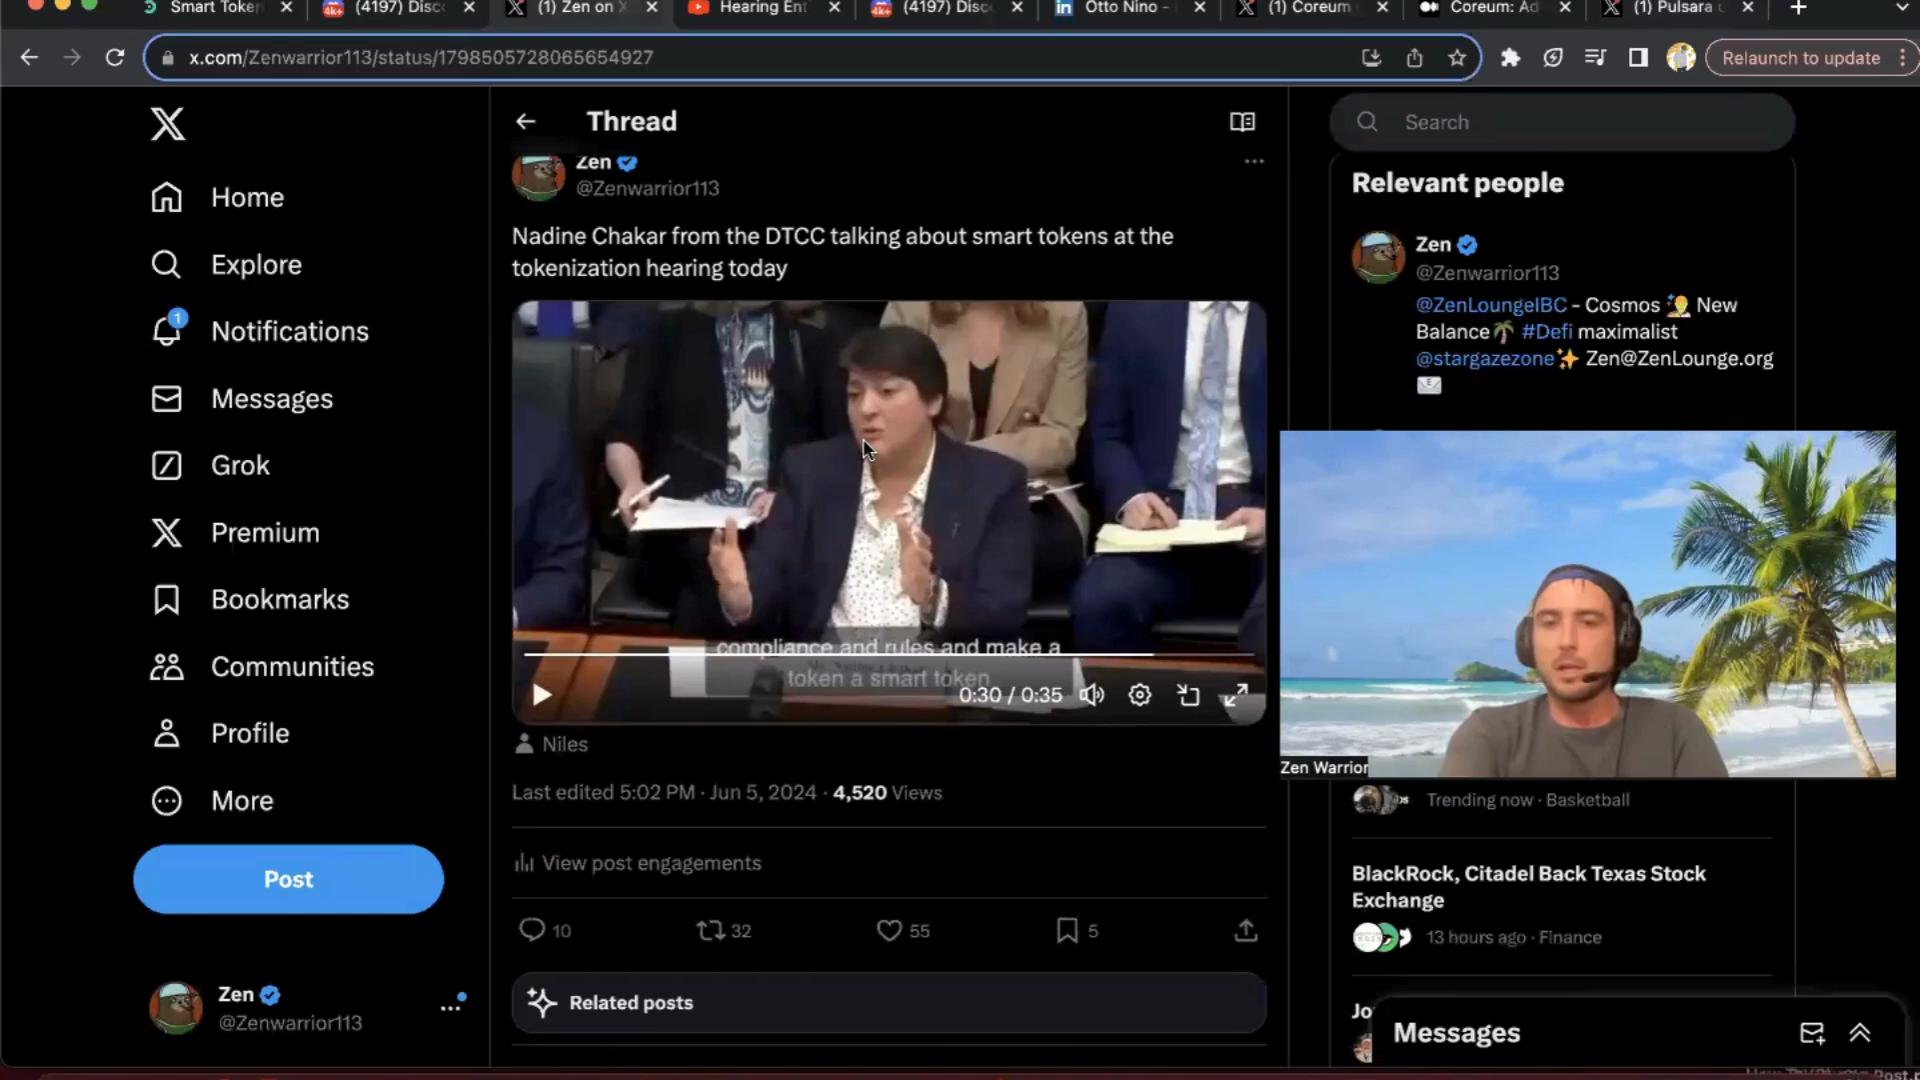 Smart Toker
(4197) Disc
(1) Zen on X
Hearing Ent
(4197) Disc
Otto Nino -
(1) Coreum
Coreum: Ad
(1) Pulsara
x.com/Zenwarrior113/status/1798505728065654927
Relaunch to update
Home
Explore
1
Notifications
Messages
Grok
Premium
Bookmarks
Communities
Profile
More
Post
Zen
@Zenwarrior113
Thread
Zen
@Zenwarrior113
Nadine Chakar from the DTCC talking about smart tokens at the
tokenization hearing today
compliance and rules and make a
token a smart token
0:30 / 0:35
Niles
Last edited 5:02 PM · Jun 5, 2024 · 4,520 Views
View post engagements
10
32
55
5
Related posts
Search
Relevant people
Zen
@Zenwarrior113
@ZenLoungeIBC - Cosmos New
Balance #Defi maximalist
@stargazezone Zen@ZenLounge.org
Zen Warrior
Trending now · Basketball
BlackRock, Citadel Back Texas Stock
Exchange
13 hours ago · Finance
Jo
Messages